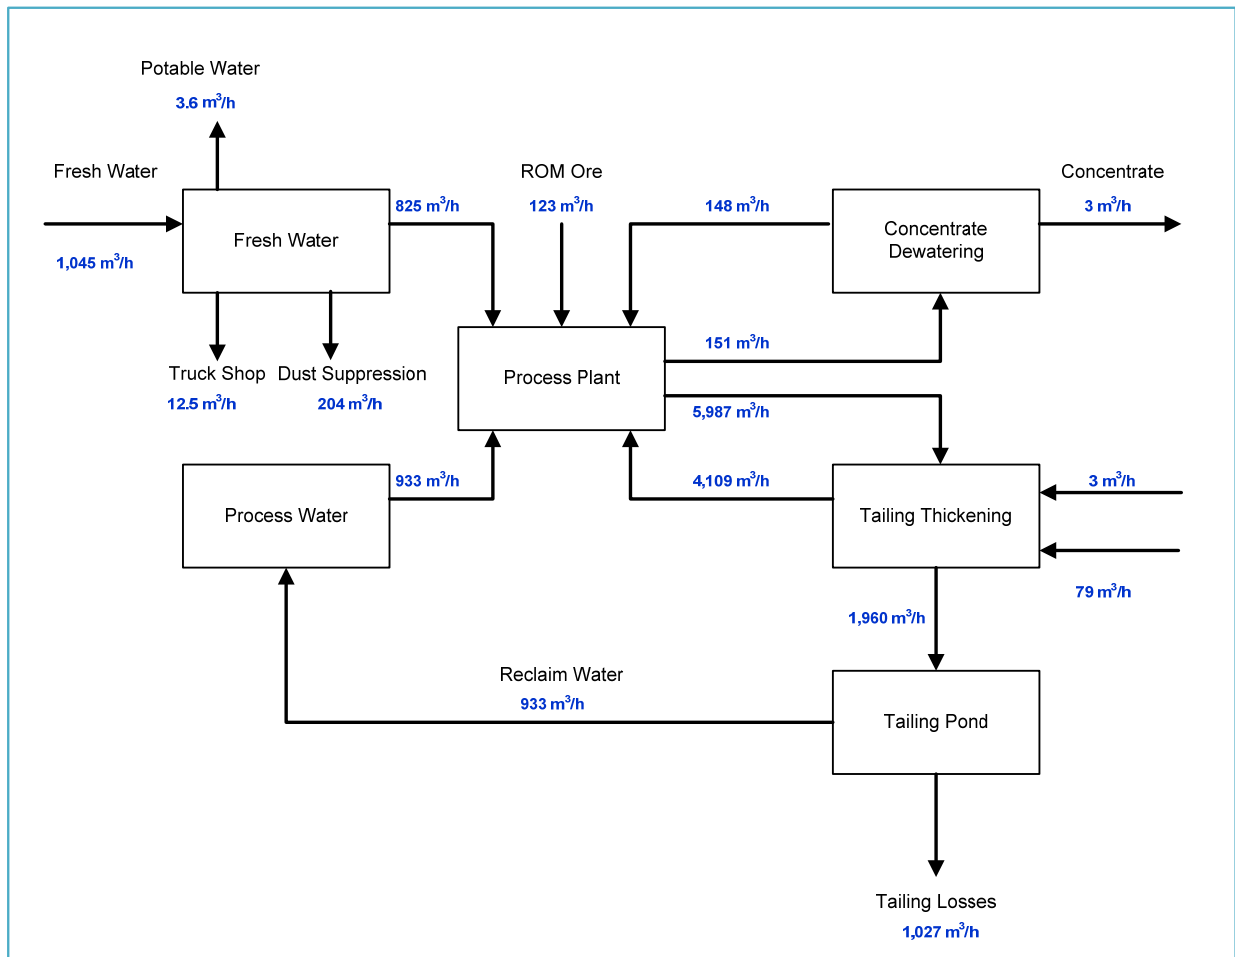 Potable Water
3.6 m³/h
Fresh Water
1,045 m³/h
Fresh Water
825 m³/h
ROM Ore
123 m³/h
148 m³/h
Concentrate
Dewatering
Concentrate
3 m³/h
Truck Shop
12.5 m³/h
Dust Suppression
204 m³/h
Process Plant
151 m³/h
5,987 m³/h
Process Water
933 m³/h
4,109 m³/h
Tailing Thickening
3 m³/h
79 m³/h
1,960 m³/h
Reclaim Water
933 m³/h
Tailing Pond
Tailing Losses
1,027 m³/h